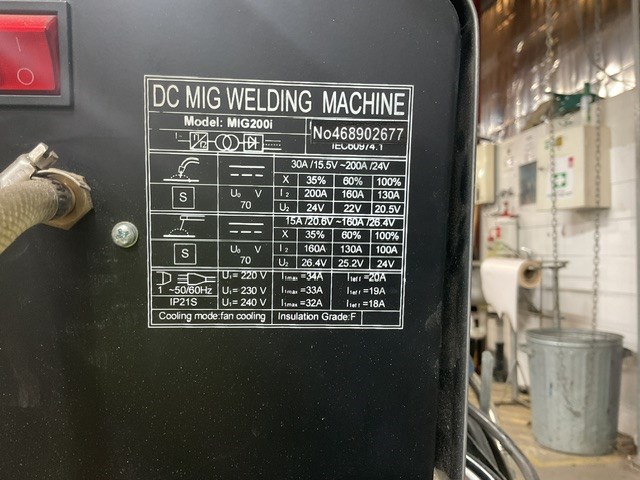 DC MIG WELDING MACHINE
Model: MIG200i
No468902677
IEC60974.1
30A /15.5V ~200A /24V
X 35% 60% 100%
S U₀ V 70 I₂ 200A 160A 130A
U₂ 24V 22V 20.5V
15A /20.6V ~160A /26.4V
X 35% 60% 100%
S U₀ V 70 I₂ 160A 130A 100A
U₂ 26.4V 25.2V 24V
U₁= 220 V I1max =34A I1eff =20A
1 ~50/60Hz U₁= 230 V I1max =33A I1eff =19A
IP21S U₁= 240 V I1max =32A I1eff =18A
Cooling mode:fan cooling Insulation Grade:F